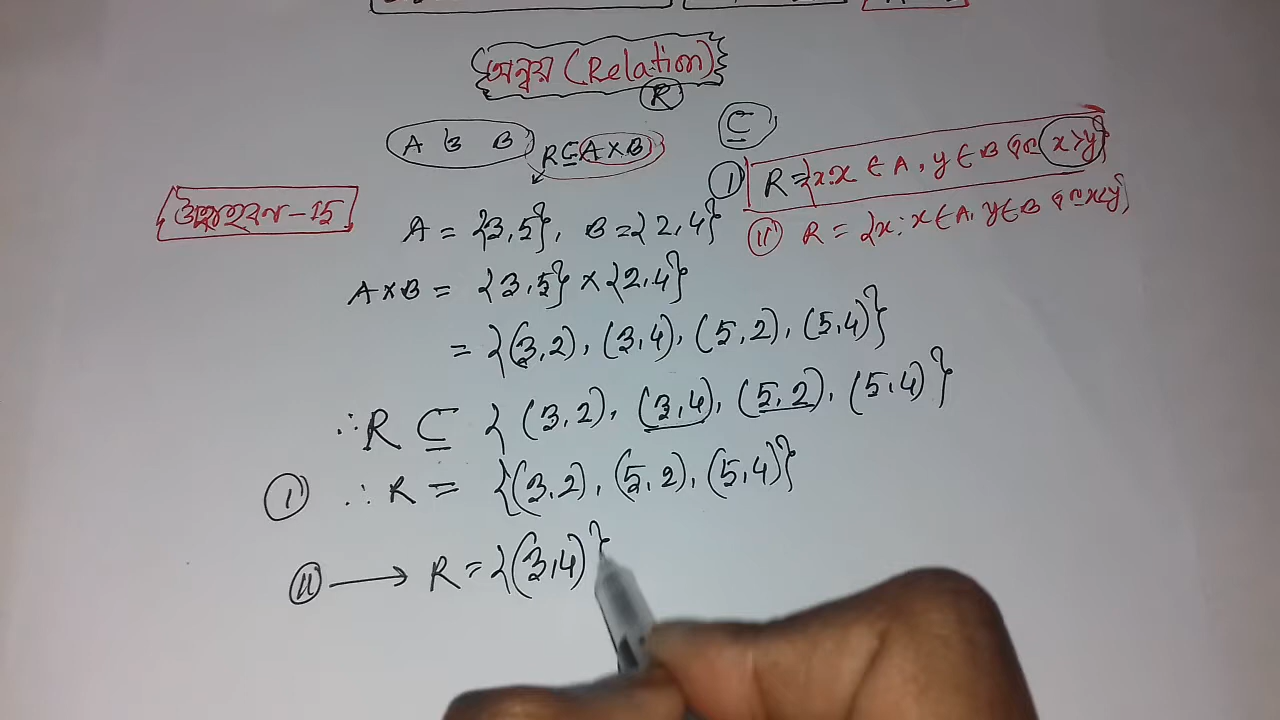 অন্বয় (Relation)
R
A ও B R ⊆ A×B
⊆
I R = {x:x ∈ A, y ∈ B এবং x>y}
II R = {x: x ∈ A, y ∈ B এবং x<y}
উদাহরণ-15
A = {3,5}, B = {2,4}
A×B = {3,5} × {2,4}
= {(3,2), (3,4), (5,2), (5,4)}
∴ R ⊆ { (3,2), (3,4), (5,2), (5,4) }
I ∴ R = {(3,2), (5,2), (5,4)}
II → R = {(3,4)}